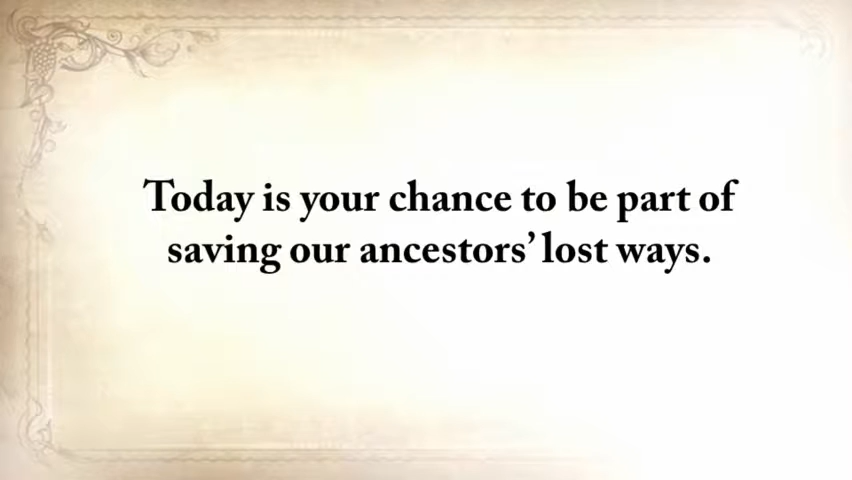 Today is your chance to be part of
saving our ancestors’ lost ways.